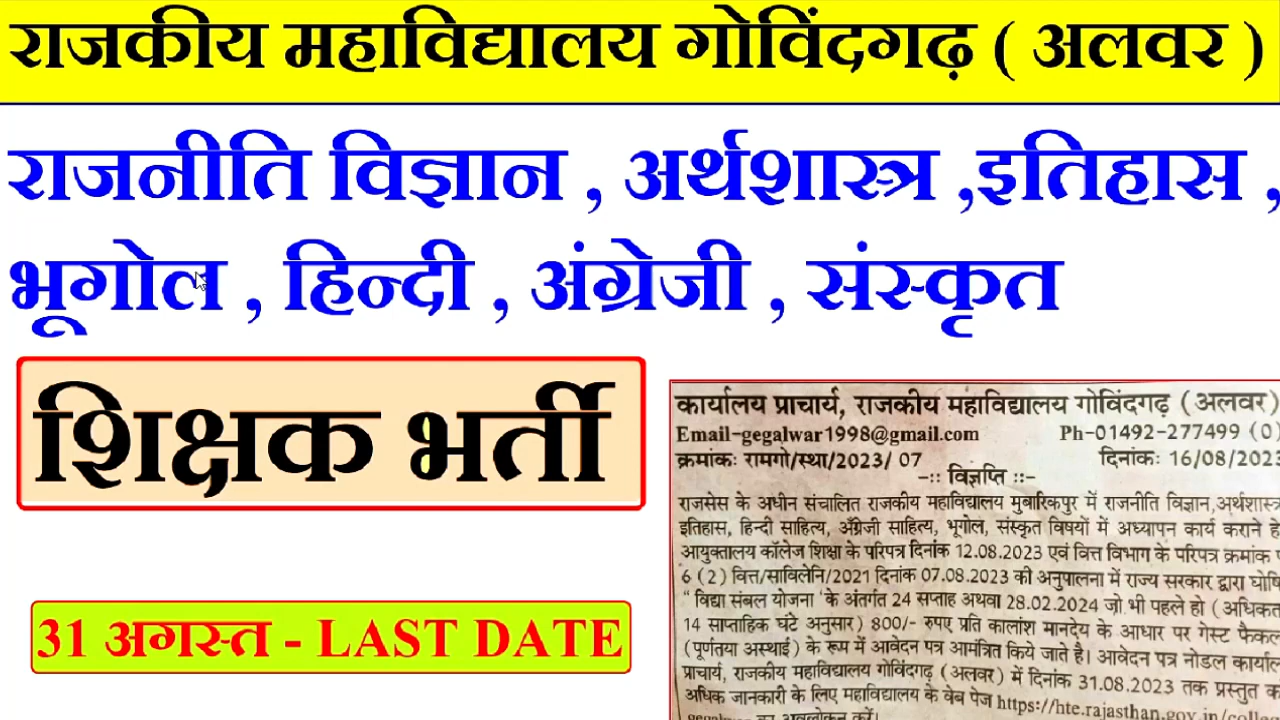 राजकीय महाविद्यालय गोविंदगढ़ ( अलवर )
राजनीति विज्ञान , अर्थशास्त्र ,इतिहास ,
भूगोल , हिन्दी , अंग्रेजी , संस्कृत
शिक्षक भर्ती
31 अगस्त - LAST DATE
कार्यालय प्राचार्य, राजकीय महाविद्यालय गोविंदगढ़ (अलवर)
Email-gegalwar1998@gmail.com Ph-01492-277499 (0)
क्रमांकः रामगो/स्था/2023/ 07 दिनांकः 16/08/2023
-:: विज्ञप्ति ::-
राजसेस के अधीन संचालित राजकीय महाविद्यालय मुबारिकपुर में राजनीति विज्ञान,अर्थशास्त्र
इतिहास, हिन्दी साहित्य, अँग्रेजी साहित्य, भूगोल, संस्कृत विषयों में अध्यापन कार्य कराने हे
आयुक्तालय कॉलेज शिक्षा के परिपत्र दिनांक 12.08.2023 एवं वित्त विभाग के परिपत्र क्रमांक
6 (2) वित्त/साविलेनि/2021 दिनांक 07.08.2023 की अनुपालना में राज्य सरकार द्वारा घोषि
" विद्या संबल योजना 'के अंतर्गत 24 सप्ताह अथवा 28.02.2024 जो भी पहले हो (अधिकत
14 साप्ताहिक घंटे अनुसार) 800/- रुपए प्रति कालांश मानदेय के आधार पर गेस्ट फैकल
(पूर्णतया अस्थाई) के रूप में आवेदन पत्र आमंत्रित किये जाते है। आवेदन पत्र नोडल कार्याल
प्राचार्य, राजकीय महाविद्यालय गोविंदगढ़ (अलवर) में दिनांक 31.08.2023 तक प्रस्तुत क
अधिक जानकारी के लिए महाविद्यालय के वेब पेज https://hte.rajasthan.gov.in/colle
gegalwar का अवलोकन करें।